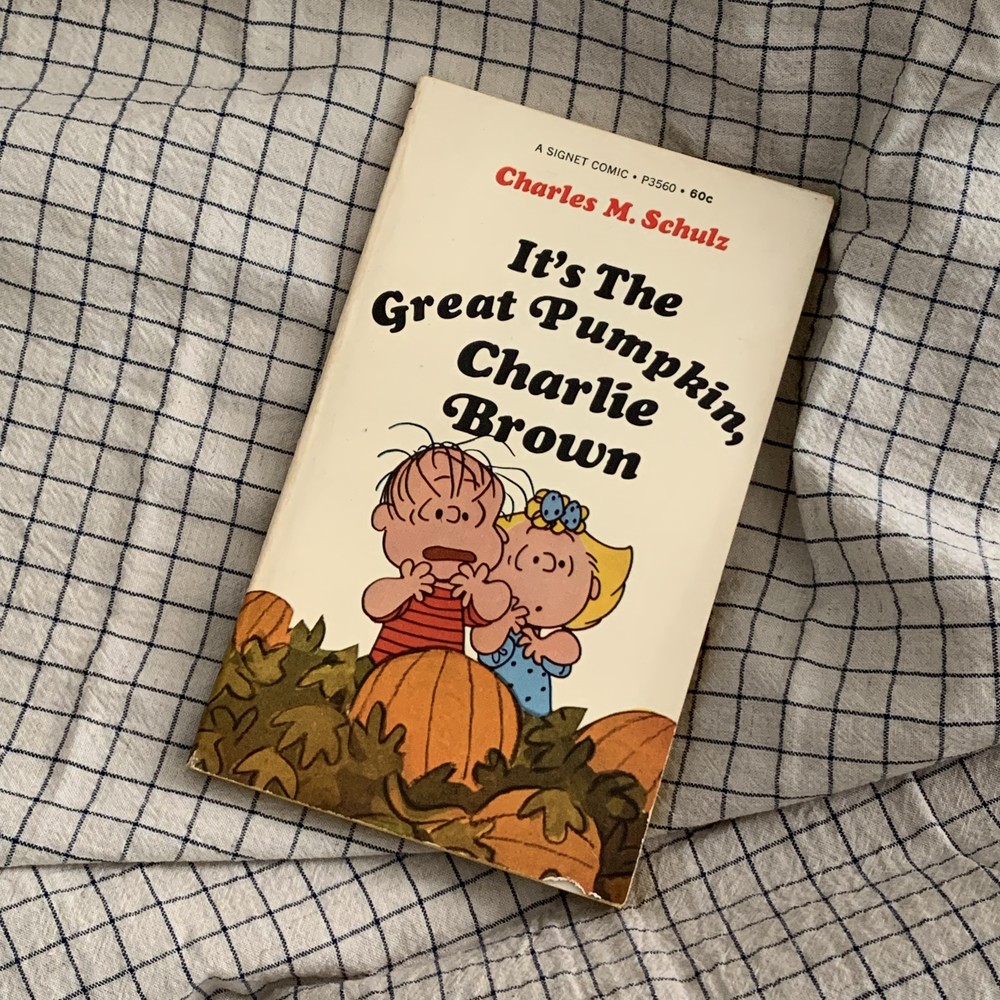 A SIGNET COMIC • P3560 • 60c
Charles M. Schulz
It's The
Great Pumpkin,
Charlie
Brown